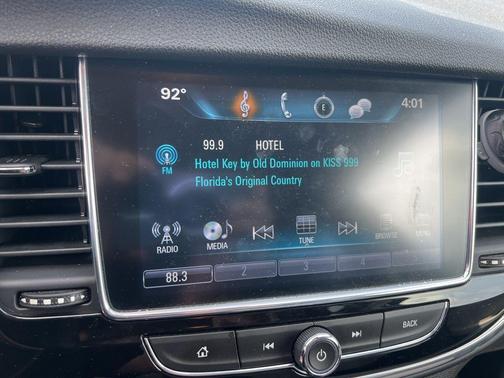 92°
E
4:01
99.9 HOTEL
FM
Hotel Key by Old Dominion on KISS 999
Florida's Original Country
RADIO MEDIA TUNE BROWSE MENU
88.3 2 3 4
BACK